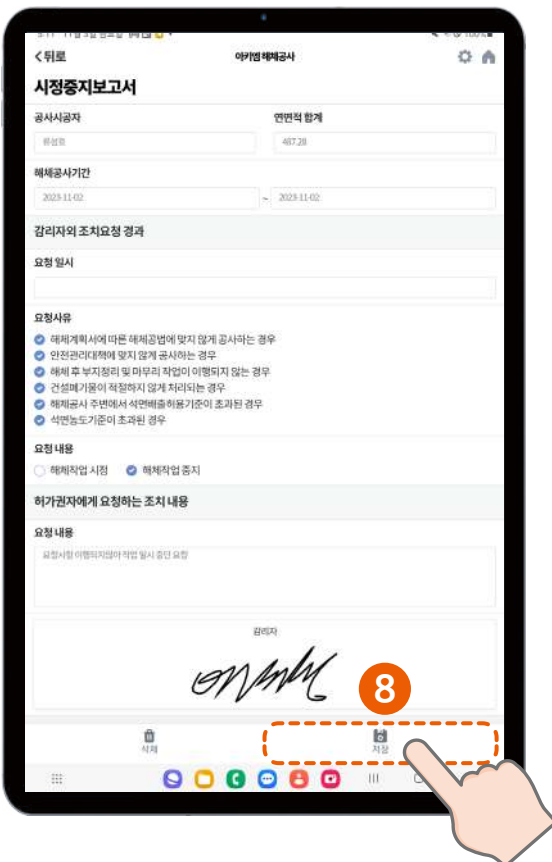 < 뒤로 아키엠 해체공사
시정중지보고서
공사시공자 연면적 합계
487.28
해체공사기간
2023-11-02 ~ 2023-11-02
감리자의 조치요청 경과
요청 일시
요청사유
해체계획서에 따른 해체공법에 맞지 않게 공사하는 경우
안전관리대책에 맞지 않게 공사하는 경우
해체 후 부지정리 및 마무리 작업이 이행되지 않는 경우
건설폐기물이 적절하지 않게 처리되는 경우
해체공사 주변에서 석면배출허용기준이 초과된 경우
석면농도기준이 초과된 경우
요청 내용
해체작업 시정 해체작업 중지
허가권자에게 요청하는 조치 내용
요청 내용
요청사항 이행되지않아 작업 일시 중단 요청
감리자
8
삭제 저장